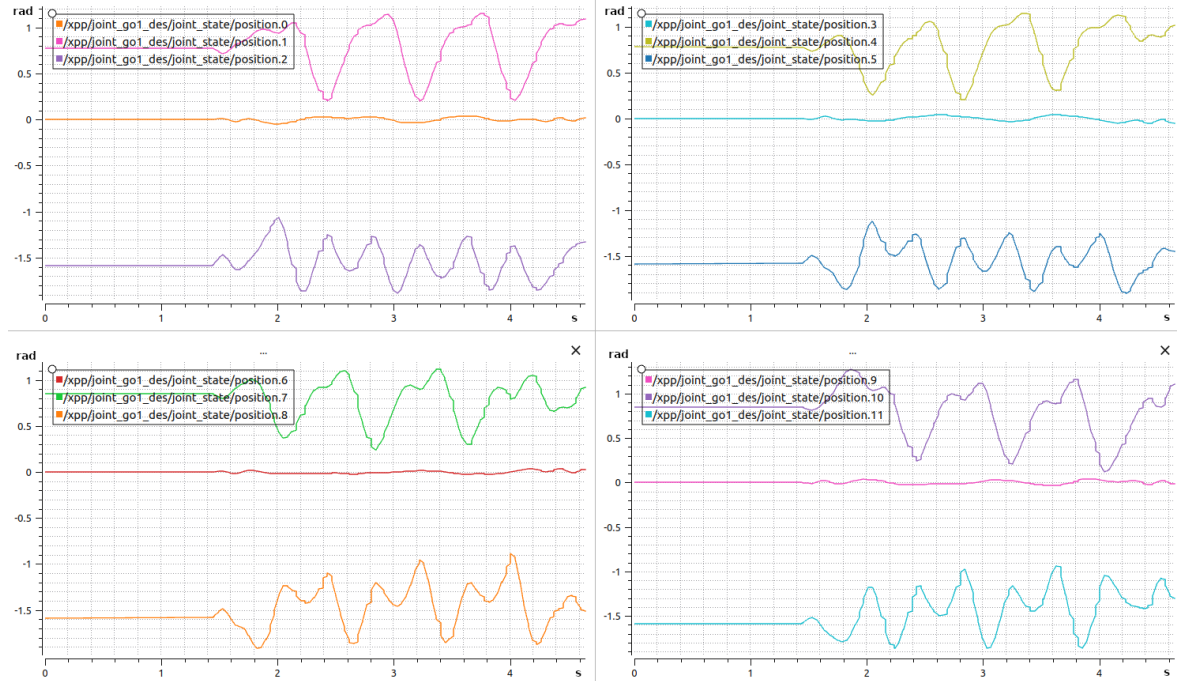 rad
/xpp/joint_go1_des/joint_state/position.0
1
/xpp/joint_go1_des/joint_state/position.1
/xpp/joint_go1_des/joint_state/position.2
0.5
0
-0.5
-1
-1.5
0 1 2 3 4 s
rad
/xpp/joint_go1_des/joint_state/position.3
1
/xpp/joint_go1_des/joint_state/position.4
/xpp/joint_go1_des/joint_state/position.5
0.5
0
-0.5
-1
-1.5
0 1 2 3 4 s
...
rad
/xpp/joint_go1_des/joint_state/position.6
1
/xpp/joint_go1_des/joint_state/position.7
/xpp/joint_go1_des/joint_state/position.8
0.5
0
-0.5
-1
-1.5
0 1 2 3 4 s
...
rad
/xpp/joint_go1_des/joint_state/position.9
1
/xpp/joint_go1_des/joint_state/position.10
/xpp/joint_go1_des/joint_state/position.11
0.5
0
-0.5
-1
-1.5
0 1 2 3 4 s